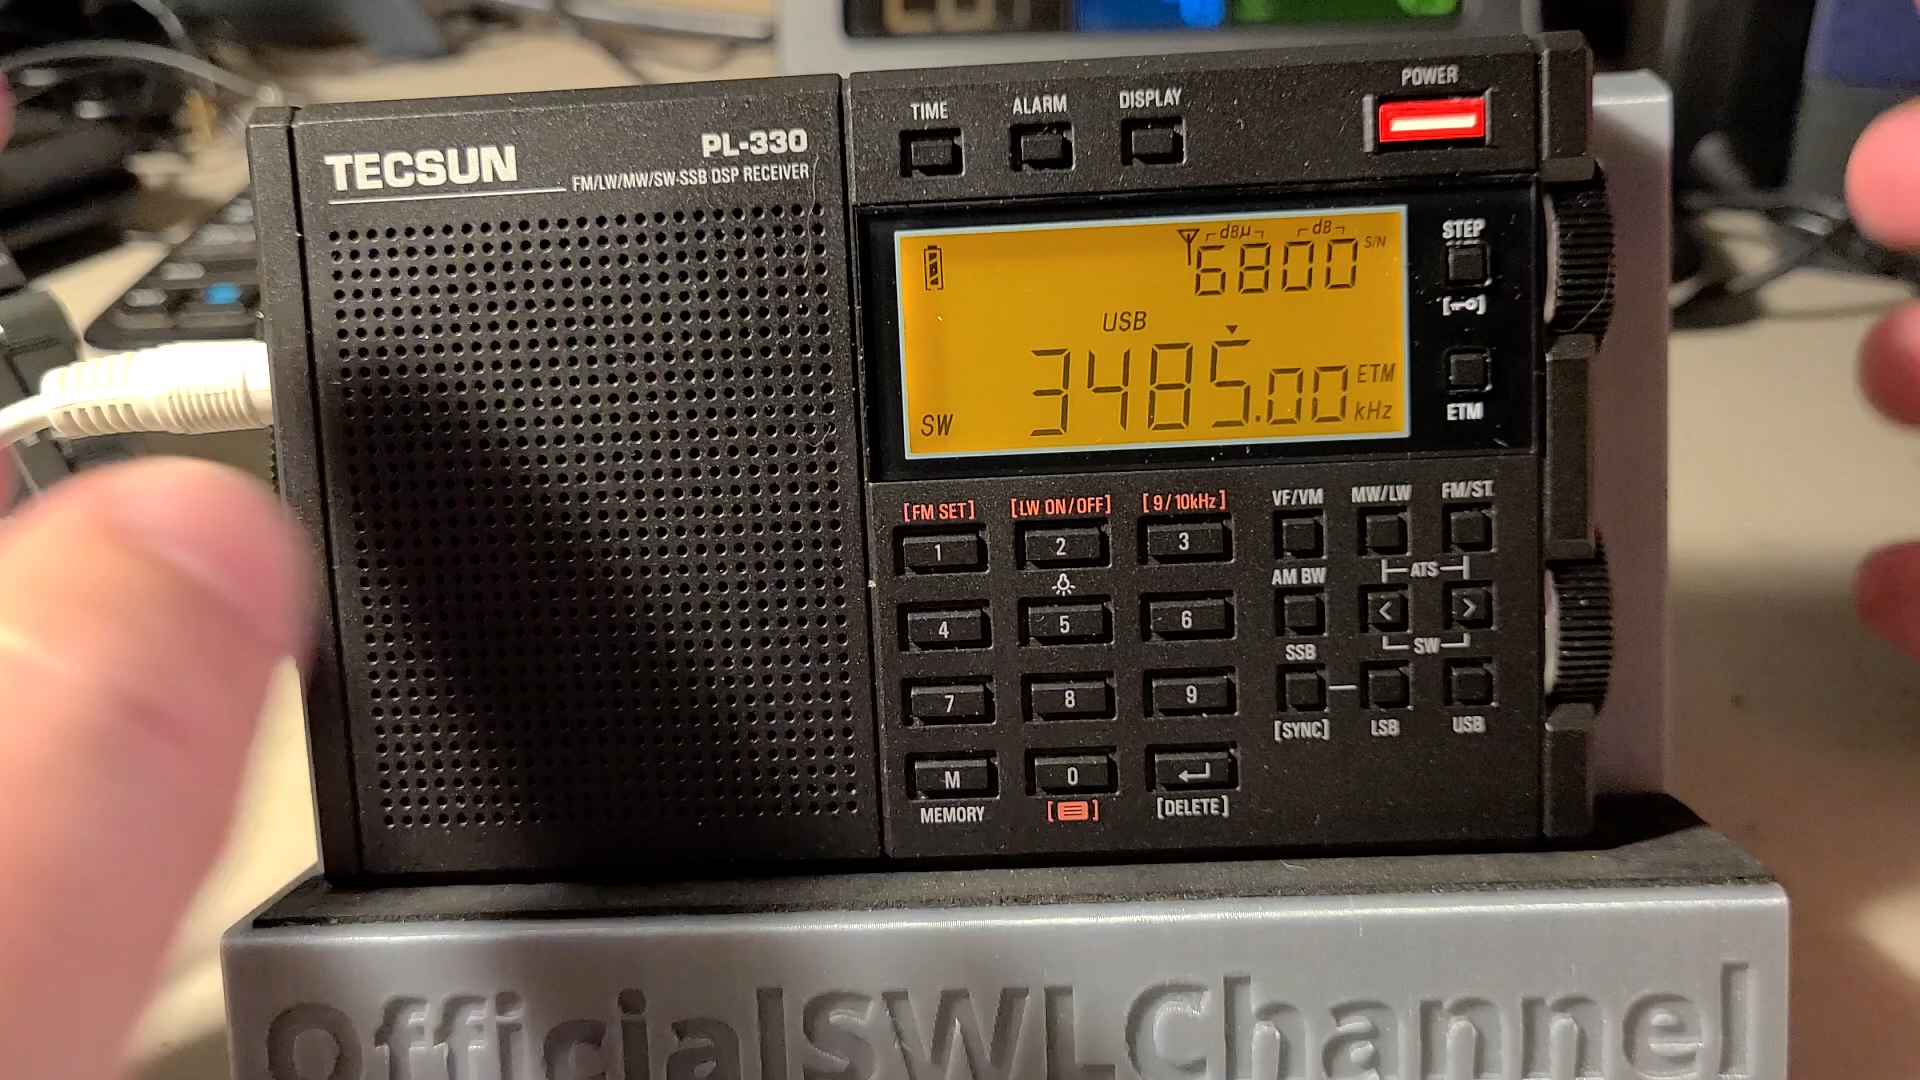 POWER
TIME ALARM DISPLAY
TECSUN PL-330
FM/LW/MW/SW-SSB DSP RECEIVER
dBµ dB
6800 S/N
STEP
USB
3485.00 ETM
SW kHz
ETM
[FM SET] [LW ON/OFF] [9/10kHz] VF/VM MW/LW FM/ST.
1 2 3
AM BW ATS
4 5 6 < >
SSB SW
7 8 9
[SYNC] LSB USB
M 0
MEMORY [DELETE]
OfficialSWLChannel